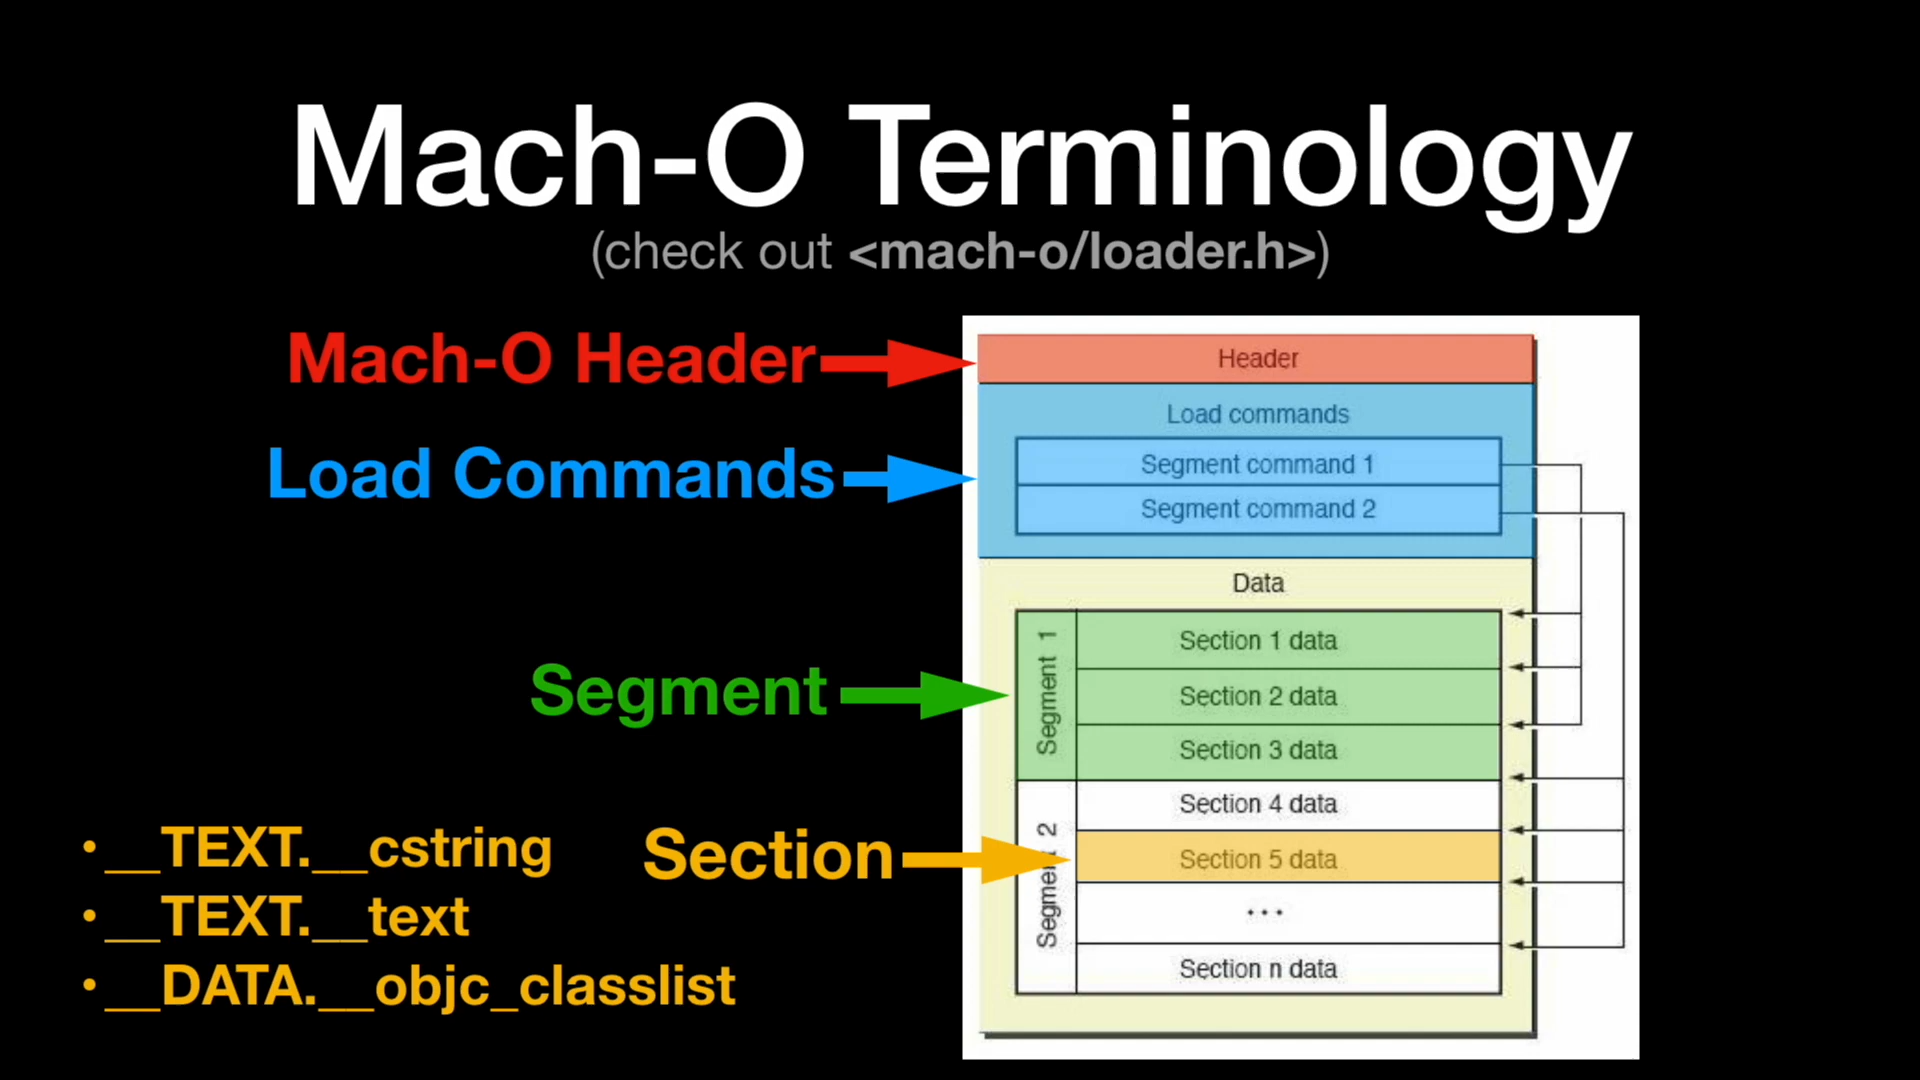 Mach-O Terminology
(check out <mach-o/loader.h>)
Mach-O Header
Load Commands
Segment
Section
•__TEXT.__cstring
•__TEXT.__text
•__DATA.__objc_classlist
Header
Load commands
Segment command 1
Segment command 2
Data
Segment 1
Section 1 data
Section 2 data
Section 3 data
Segment 2
Section 4 data
Section 5 data
...
Section n data